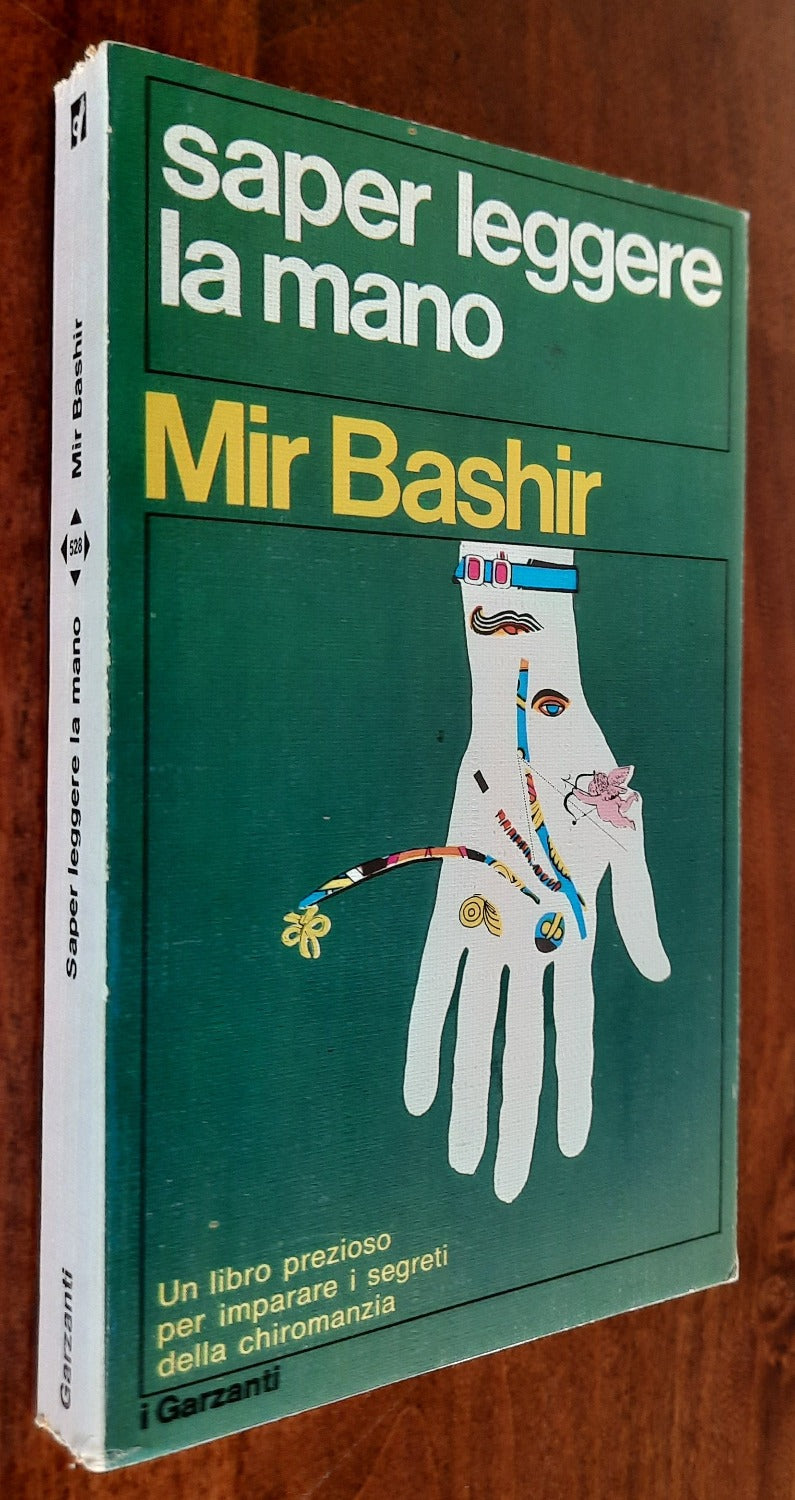 saper leggere
la mano
Mir Bashir
Un libro prezioso
per imparare i segreti
della chiromanzia
i Garzanti
Garzanti
Saper leggere la mano
528
Mir Bashir